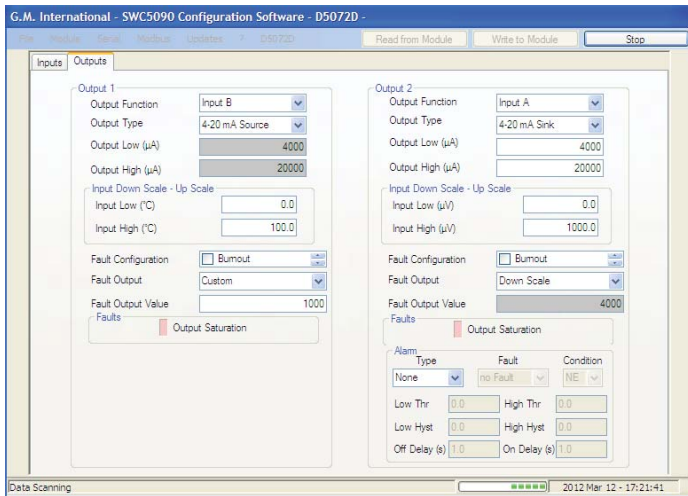 G.M. International - SWC5090 Configuration Software - D5072D -
File Module Serial Modbus Updates ? D5072D Read from Module Write to Module Stop
Inputs Outputs
Output 1
Output Function Input B
Output Type 4-20 mA Source
Output Low (µA) 4000
Output High (µA) 20000
Input Down Scale - Up Scale
Input Low (°C) 0.0
Input High (°C) 100.0
Fault Configuration Burnout
Fault Output Custom
Fault Output Value 1000
Faults
Output Saturation
Output 2
Output Function Input A
Output Type 4-20 mA Sink
Output Low (µA) 4000
Output High (µA) 20000
Input Down Scale - Up Scale
Input Low (µV) 0.0
Input High (µV) 1000.0
Fault Configuration Burnout
Fault Output Down Scale
Fault Output Value 4000
Faults
Output Saturation
Alarm
Type Fault Condition
None no Fault NE
Low Thr 0.0 High Thr 0.0
Low Hyst 0.0 High Hyst 0.0
Off Delay (s) 1.0 On Delay (s) 1.0
Data Scanning 2012 Mar 12 - 17:21:41